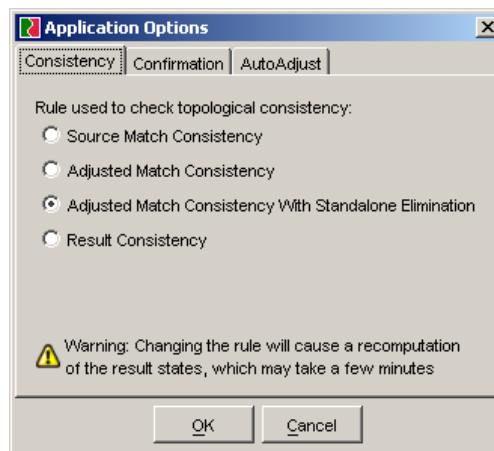 Application Options
Consistency Confirmation AutoAdjust
Rule used to check topological consistency:
Source Match Consistency
Adjusted Match Consistency
Adjusted Match Consistency With Standalone Elimination
Result Consistency
Warning: Changing the rule will cause a recomputation
of the result states, which may take a few minutes
OK Cancel